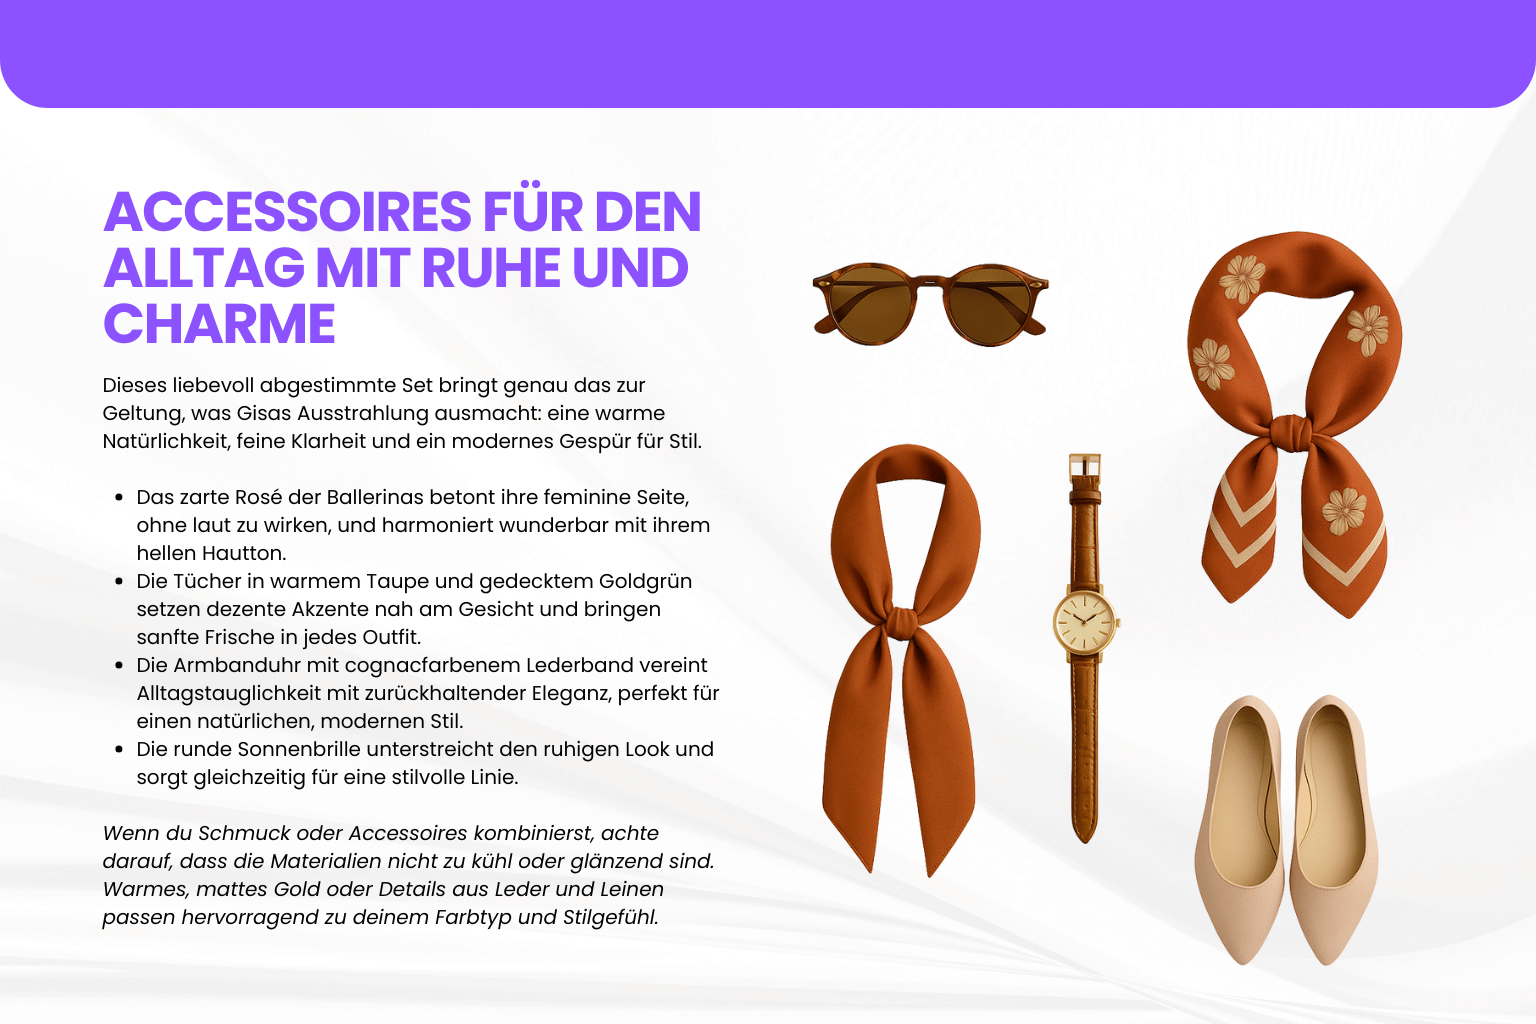 ACCESSOIRES FÜR DEN
ALLTAG MIT RUHE UND
CHARME
Dieses liebevoll abgestimmte Set bringt genau das zur
Geltung, was Gisas Ausstrahlung ausmacht: eine warme
Natürlichkeit, feine Klarheit und ein modernes Gespür für Stil.
• Das zarte Rosé der Ballerinas betont ihre feminine Seite,
ohne laut zu wirken, und harmoniert wunderbar mit ihrem
hellen Hautton.
• Die Tücher in warmem Taupe und gedecktem Goldgrün
setzen dezente Akzente nah am Gesicht und bringen
sanfte Frische in jedes Outfit.
• Die Armbanduhr mit cognacfarbenem Lederband vereint
Alltagstauglichkeit mit zurückhaltender Eleganz, perfekt für
einen natürlichen, modernen Stil.
• Die runde Sonnenbrille unterstreicht den ruhigen Look und
sorgt gleichzeitig für eine stilvolle Linie.
Wenn du Schmuck oder Accessoires kombinierst, achte
darauf, dass die Materialien nicht zu kühl oder glänzend sind.
Warmes, mattes Gold oder Details aus Leder und Leinen
passen hervorragend zu deinem Farbtyp und Stilgefühl.